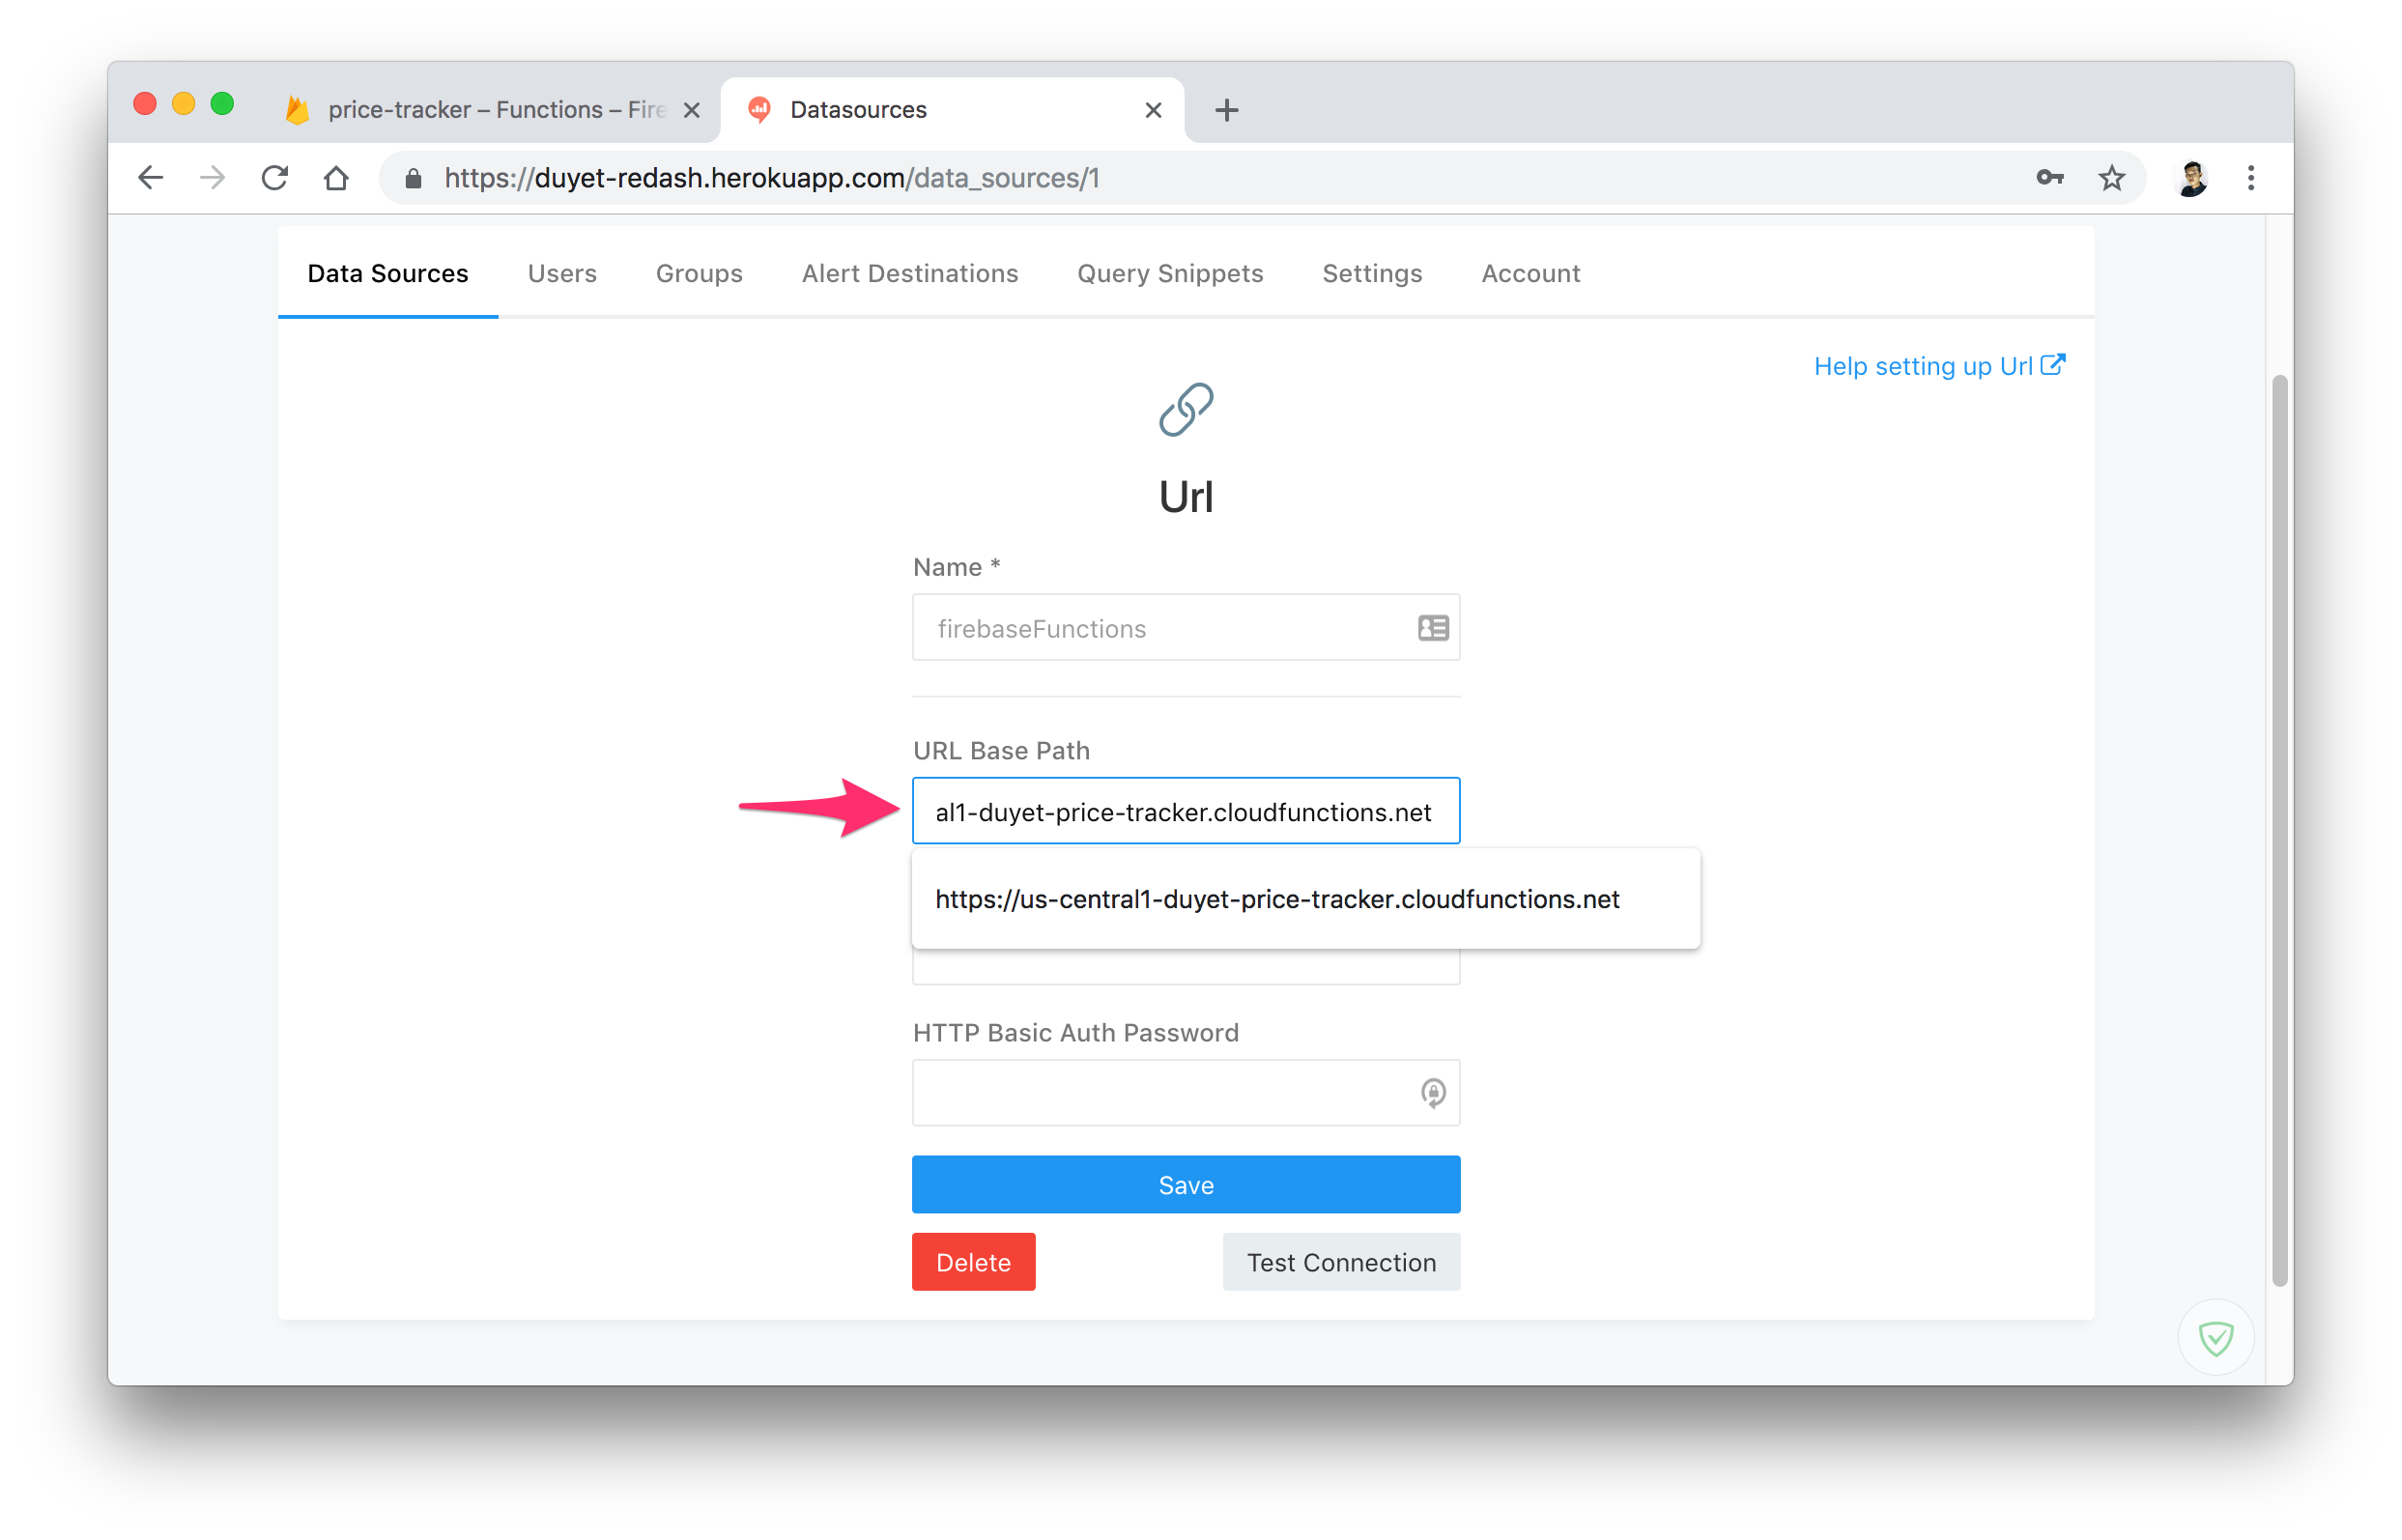 price-tracker – Functions – Fire
Datasources
https://duyet-redash.herokuapp.com/data_sources/1
Data Sources Users Groups Alert Destinations Query Snippets Settings Account
Help setting up Url
Url
Name *
firebaseFunctions
URL Base Path
al1-duyet-price-tracker.cloudfunctions.net
https://us-central1-duyet-price-tracker.cloudfunctions.net
HTTP Basic Auth Password
Save
Delete Test Connection